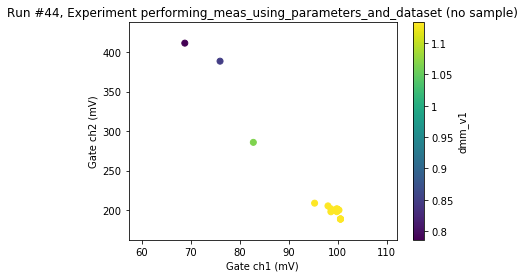 Run #44, Experiment performing_meas_using_parameters_and_dataset (no sample)
400
350
300
250
200
Gate ch2 (mV)
60 70 80 90 100 110
Gate ch1 (mV)
1.1
1.05
1
0.95
0.9
0.85
0.8
dmm_v1